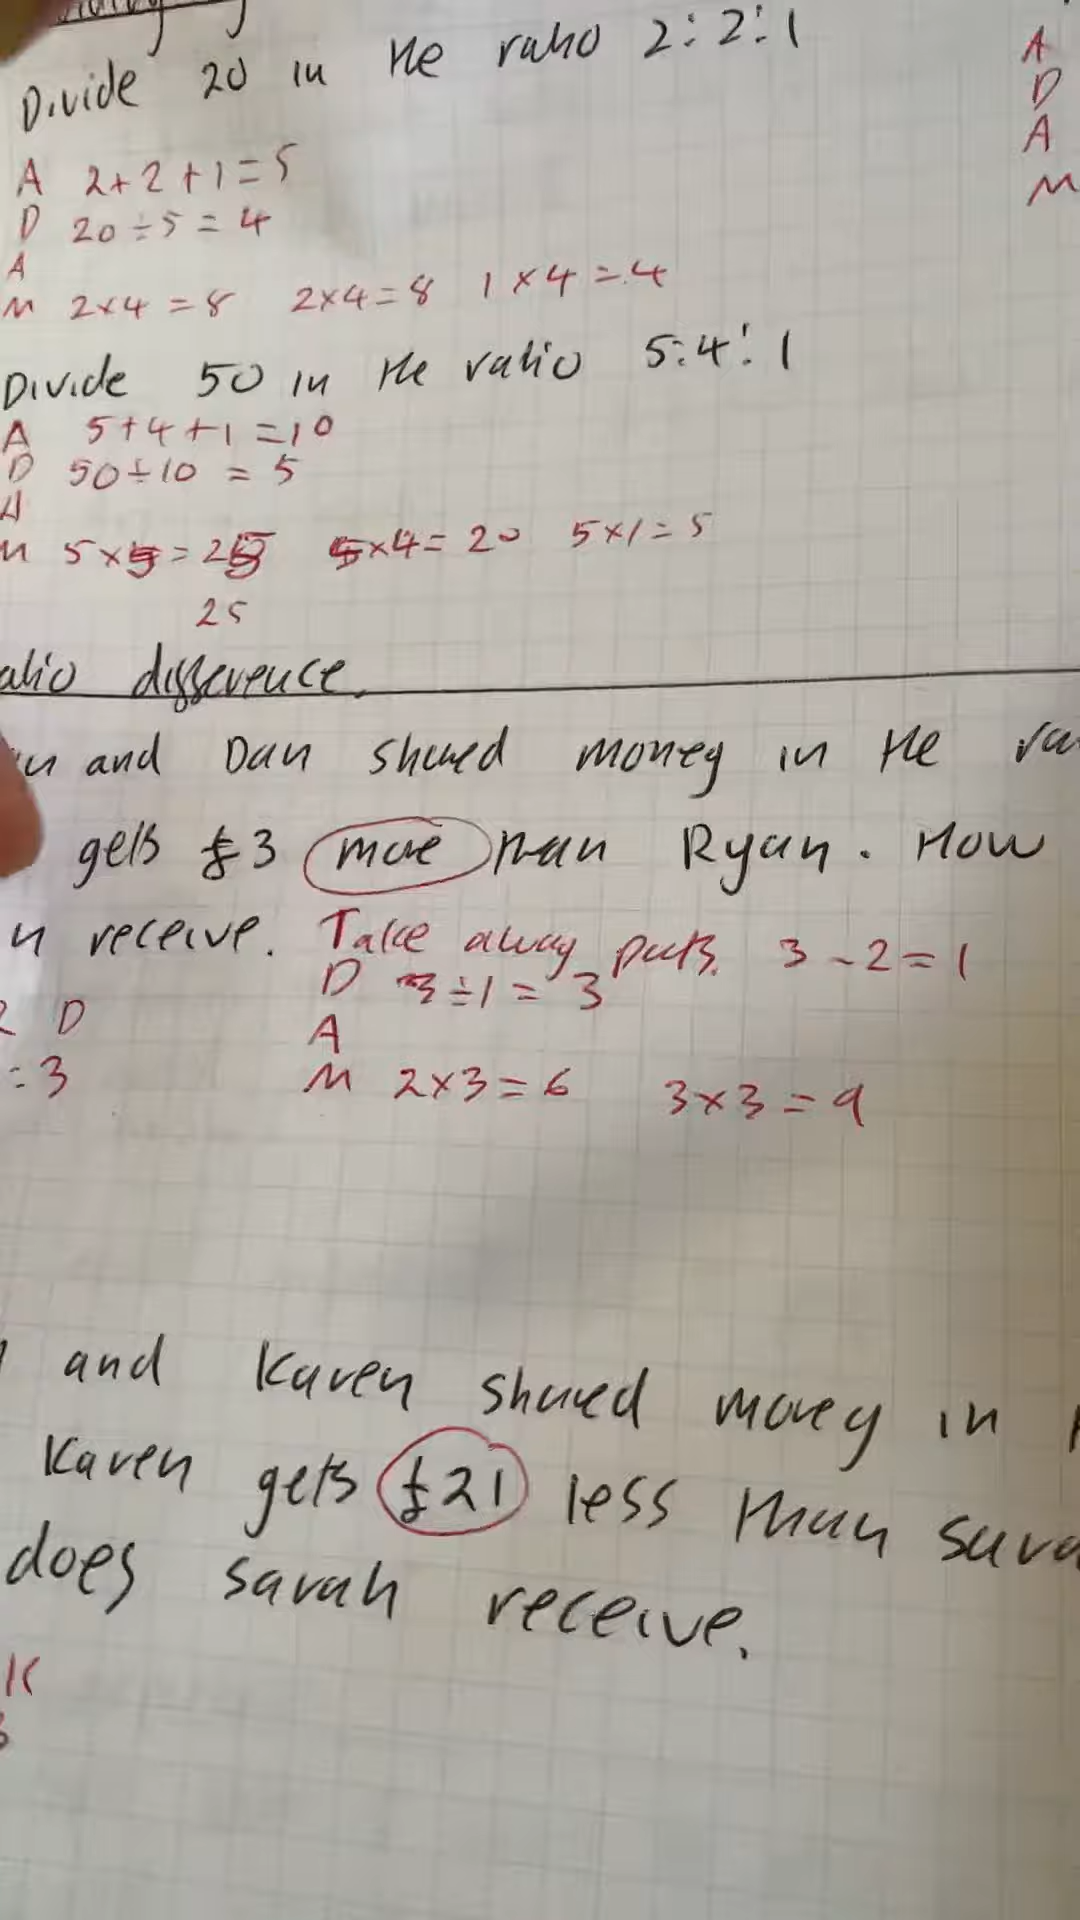 Divide 20 in the ratio 2:2:1
A 2+2+1=5
D 20÷5=4
A
M 2×4=8 2×4=8 1×4=4
A
D
A
M
Divide 50 in the ratio 5:4:1
A 5+4+1=10
D 50÷10=5
A
M 5×5=25 5×4=20 5×1=5
25
atio difference.
and Dan shared money in the ra
gets £3 more than Ryan. How
n receive. Take away parts. 3-2=1
D 3÷1=3
A
M 2×3=6 3×3=9
2 D
=3
and Karen shared money in
Karen gets £21 less than Sara
does sarah receive.
K
3